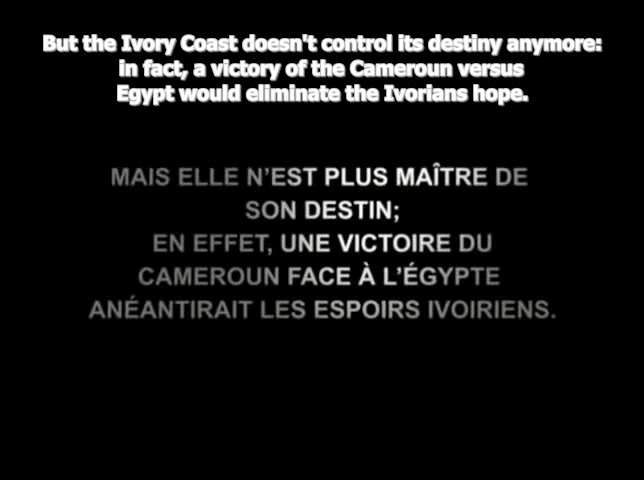 But the Ivory Coast doesn't control its destiny anymore:
in fact, a victory of the Cameroun versus
Egypt would eliminate the Ivorians hope.
MAIS ELLE N'EST PLUS MAÎTRE DE
SON DESTIN;
EN EFFET, UNE VICTOIRE DU
CAMEROUN FACE À L'ÉGYPTE
ANÉANTIRAIT LES ESPOIRS IVOIRIENS.